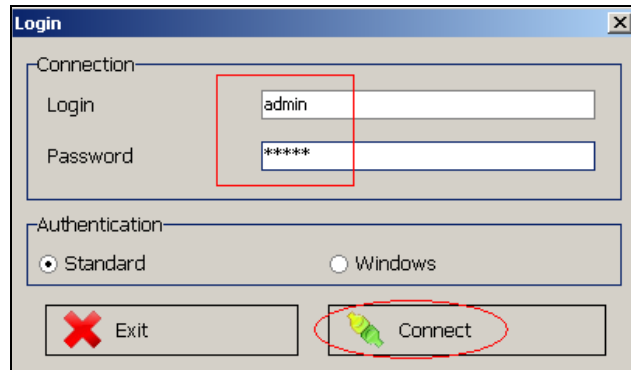 Login
Connection
Login admin
Password *****
Authentication
Standard Windows
Exit Connect